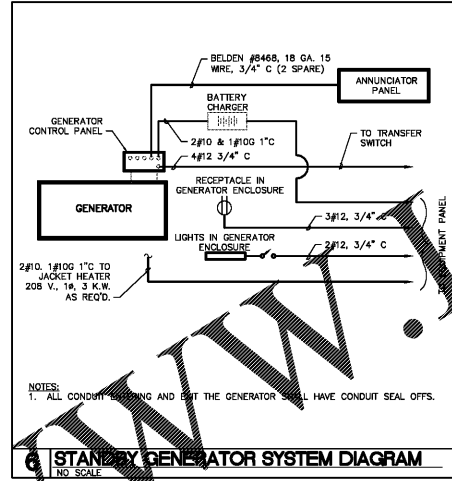 BELDEN #8468, 18 GA. 15
WIRE, 3/4" C (2 SPARE)
ANNUNCIATOR
PANEL
BATTERY
CHARGER
GENERATOR
CONTROL PANEL
2#10 & 1#10G 1"C
4#12 3/4" C
TO TRANSFER
SWITCH
RECEPTACLE IN
GENERATOR ENCLOSURE
GENERATOR
3#12, 3/4" C
LIGHTS IN GENERATOR
ENCLOSURE
2#12, 3/4" C
TO EQUIPMENT PANEL
2#10, 1#10G 1"C TO
JACKET HEATER
208 V., 1ø, 3 K.W.
AS REQ'D.
NOTES:
1. ALL CONDUIT ENTERING AND EXIT THE GENERATOR SHALL HAVE CONDUIT SEAL OFFS.
6 STANDBY GENERATOR SYSTEM DIAGRAM
NO SCALE
WWW.